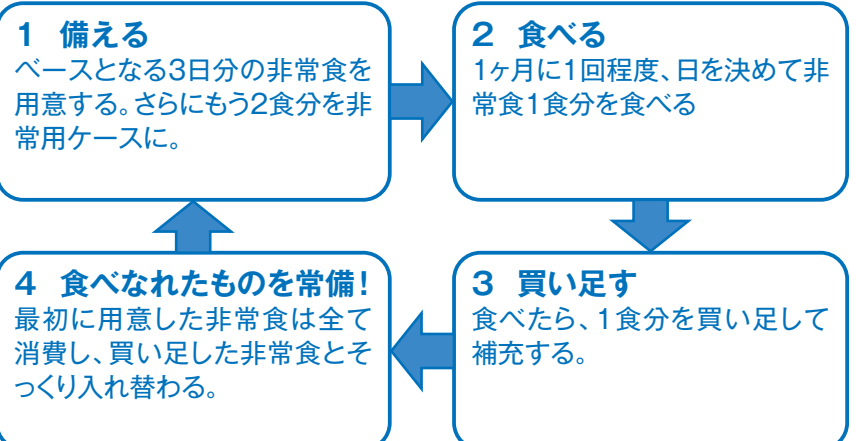 1 備える
ベースとなる3日分の非常食を
用意する。さらにもう2食分を非
常用ケースに。
2 食べる
1ヶ月に1回程度、日を決めて非
常食1食分を食べる
3 買い足す
食べたら、1食分を買い足して
補充する。
4 食べなれたものを常備!
最初に用意した非常食は全て
消費し、買い足した非常食とそ
っくり入れ替わる。